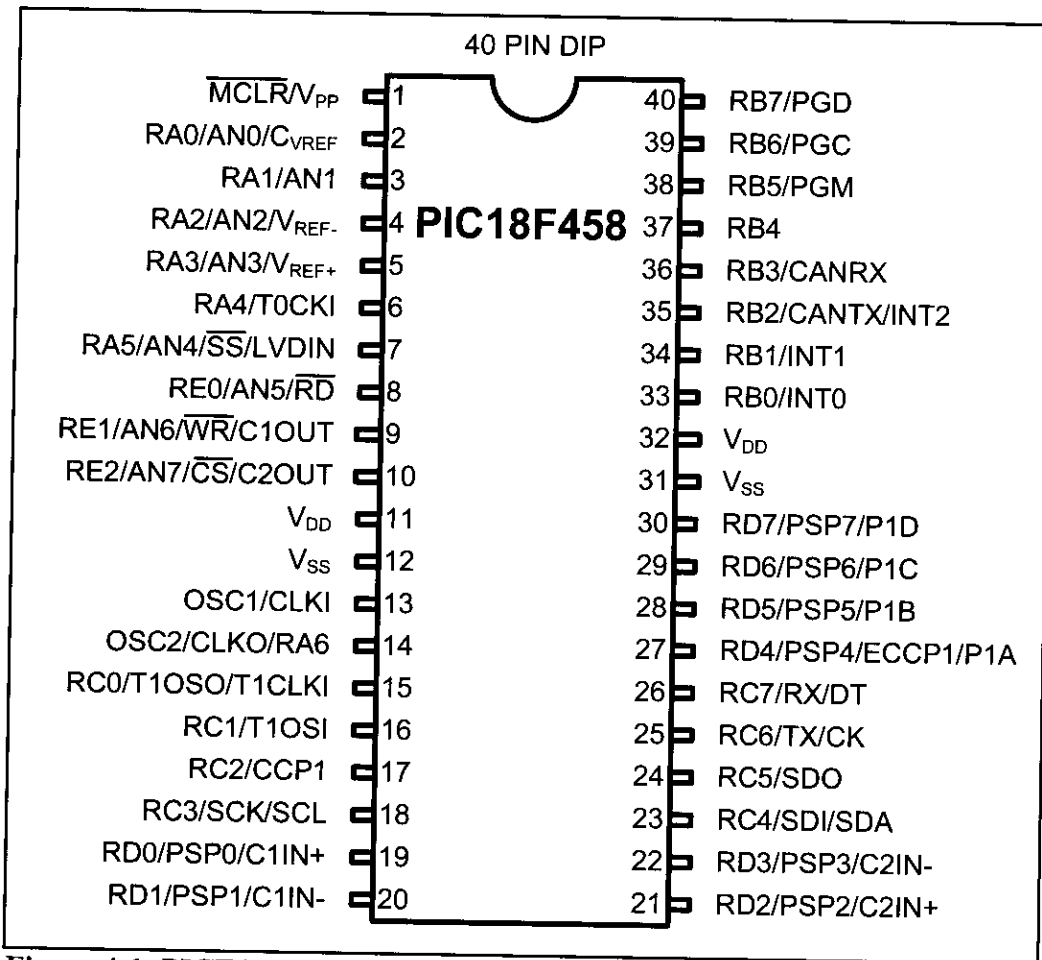 40 PIN DIP
PIC18F458
MCLR/VPP 1
RA0/AN0/CVREF 2
RA1/AN1 3
RA2/AN2/VREF- 4
RA3/AN3/VREF+ 5
RA4/T0CKI 6
RA5/AN4/SS/LVDIN 7
RE0/AN5/RD 8
RE1/AN6/WR/C1OUT 9
RE2/AN7/CS/C2OUT 10
VDD 11
VSS 12
OSC1/CLKI 13
OSC2/CLKO/RA6 14
RC0/T1OSO/T1CLKI 15
RC1/T1OSI 16
RC2/CCP1 17
RC3/SCK/SCL 18
RD0/PSP0/C1IN+ 19
RD1/PSP1/C1IN- 20
40 RB7/PGD
39 RB6/PGC
38 RB5/PGM
37 RB4
36 RB3/CANRX
35 RB2/CANTX/INT2
34 RB1/INT1
33 RB0/INT0
32 VDD
31 VSS
30 RD7/PSP7/P1D
29 RD6/PSP6/P1C
28 RD5/PSP5/P1B
27 RD4/PSP4/ECCP1/P1A
26 RC7/RX/DT
25 RC6/TX/CK
24 RC5/SDO
23 RC4/SDI/SDA
22 RD3/PSP3/C2IN-
21 RD2/PSP2/C2IN+